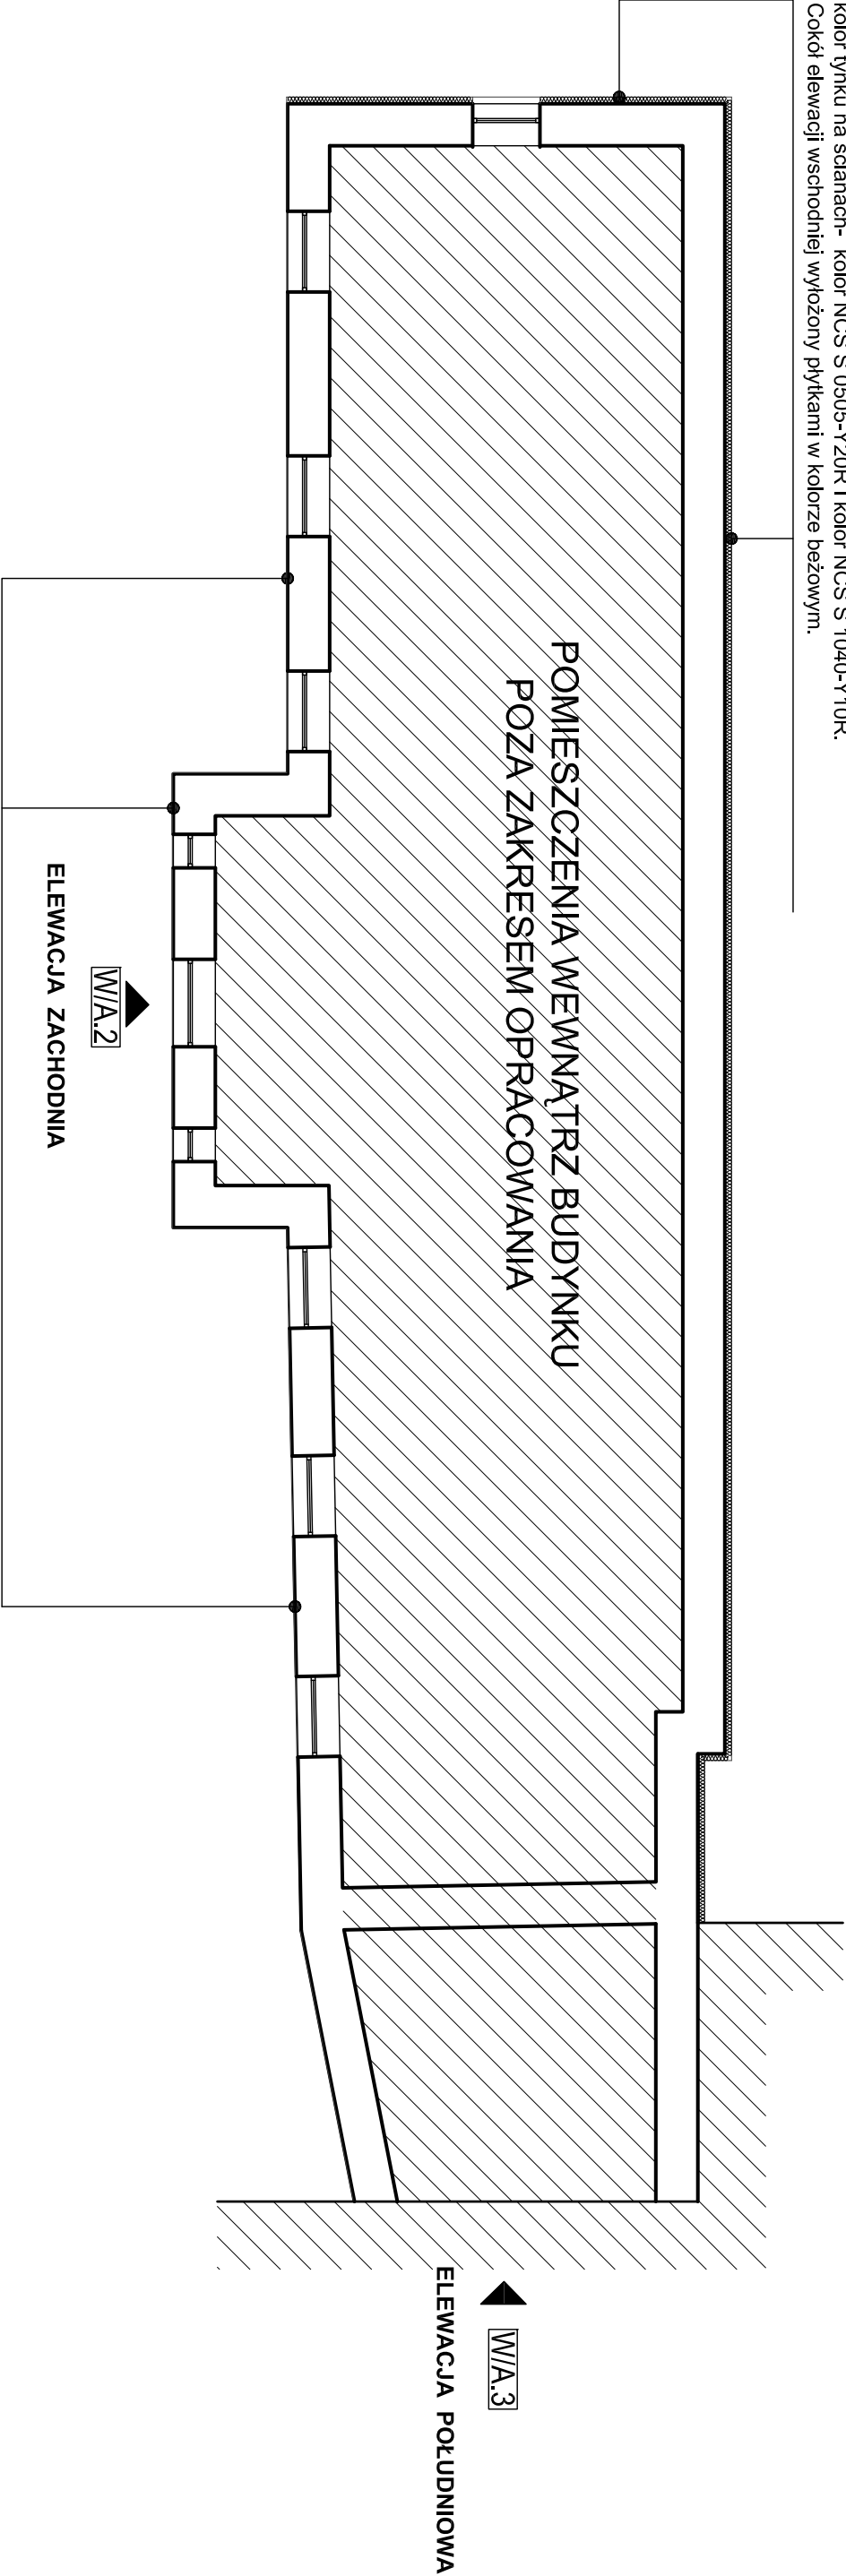 kolor tynku na ścianach- kolor NCS S 0505-Y20R i kolor NCS S 1040-Y10R.
Cokół elewacji wschodniej wyłożony płytkami w kolorze beżowym.
POMIESZCZENIA WEWNĄTRZ BUDYNKU
POZA ZAKRESEM OPRACOWANIA
W/A.2
ELEWACJA ZACHODNIA
W/A.3
ELEWACJA POŁUDNIOWA